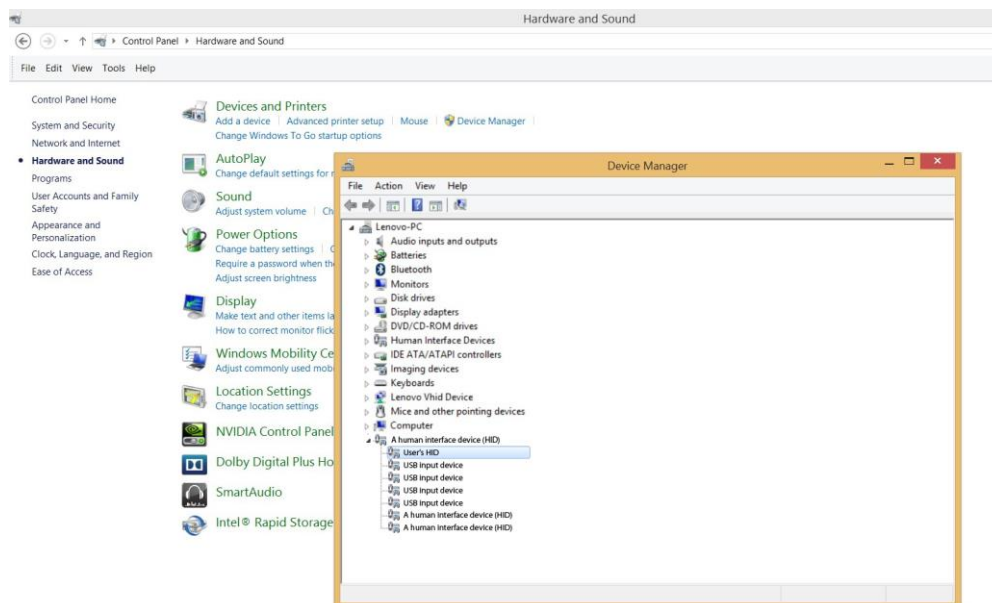 Hardware and Sound
Control Panel Hardware and Sound
File Edit View Tools Help
Control Panel Home
System and Security
Network and Internet
Hardware and Sound
Programs
User Accounts and Family
Safety
Appearance and
Personalization
Clock, Language, and Region
Ease of Access
Devices and Printers
Add a device Advanced printer setup Mouse Device Manager
Change Windows To Go startup options
AutoPlay
Change default settings for
Sound
Adjust system volume
Power Options
Change battery settings
Require a password when
Adjust screen brightness
Display
Make text and other items
How to correct monitor
Windows Mobility
Adjust commonly used
Location Settings
Change location settings
NVIDIA Control Panel
Dolby Digital Plus
SmartAudio
Intel® Rapid Storage
Device Manager
File Action View Help
Lenovo-PC
Audio inputs and outputs
Batteries
Bluetooth
Monitors
Disk drives
Display adapters
DVD/CD-ROM drives
Human Interface Devices
IDE ATA/ATAPI controllers
Imaging devices
Keyboards
Lenovo Vhid Device
Mice and other pointing devices
Computer
A human interface device (HID)
User's HID
USB input device
USB input device
USB input device
USB input device
A human interface device (HID)
A human interface device (HID)